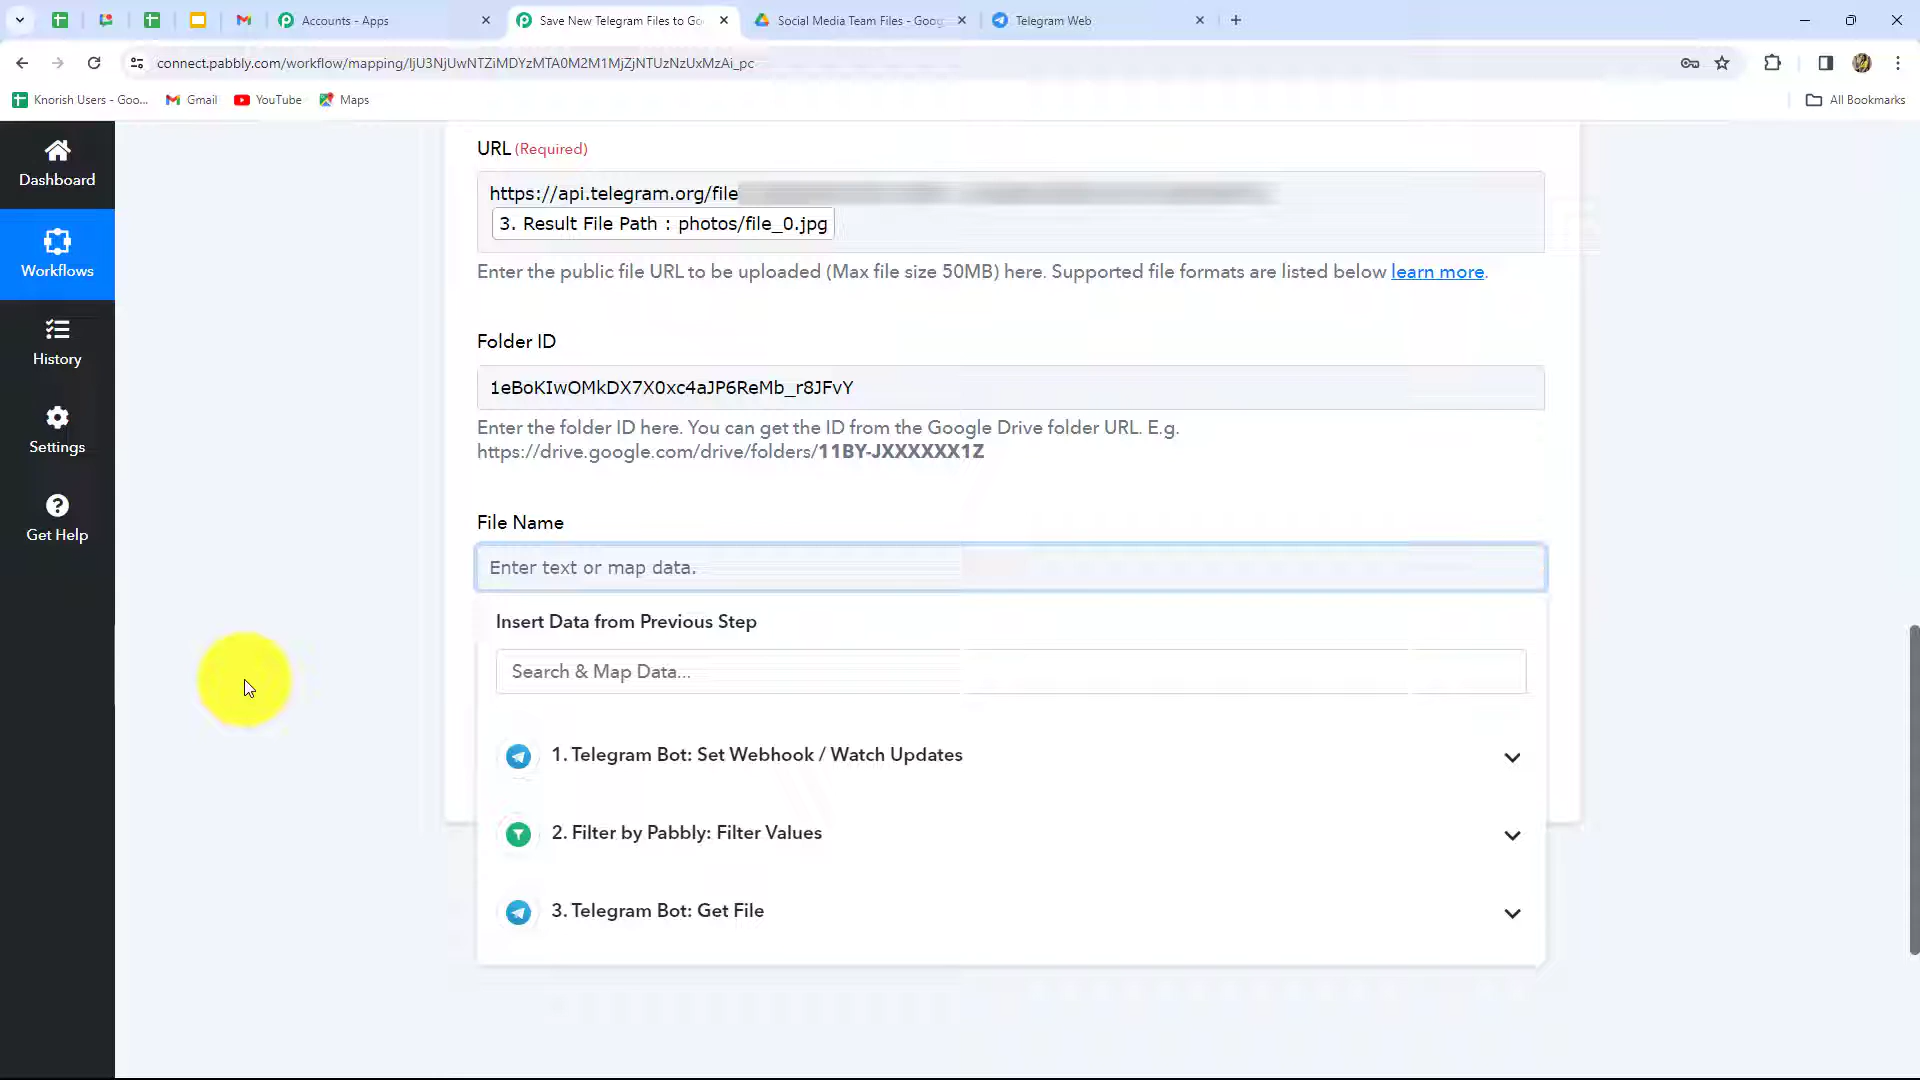 Accounts - Apps
Save New Telegram Files to Go
Social Media Team Files - Goog
Telegram Web
connect.pabbly.com/workflow/mapping/IjU3NjUwNTZiMDYzMTA0M2M1MjZjNTUzNzUxMzAi_pc
Knorish Users - Goo...
Gmail
YouTube
Maps
All Bookmarks
Dashboard
Workflows
History
Settings
Get Help
URL (Required)
https://api.telegram.org/file
3. Result File Path : photos/file_0.jpg
Enter the public file URL to be uploaded (Max file size 50MB) here. Supported file formats are listed below learn more.
Folder ID
1eBoKIwOMkDX7X0xc4aJP6ReMb_r8JFvY
Enter the folder ID here. You can get the ID from the Google Drive folder URL. E.g.
https://drive.google.com/drive/folders/11BY-JXXXXXX1Z
File Name
Enter text or map data.
Insert Data from Previous Step
Search & Map Data...
1. Telegram Bot: Set Webhook / Watch Updates
2. Filter by Pabbly: Filter Values
3. Telegram Bot: Get File